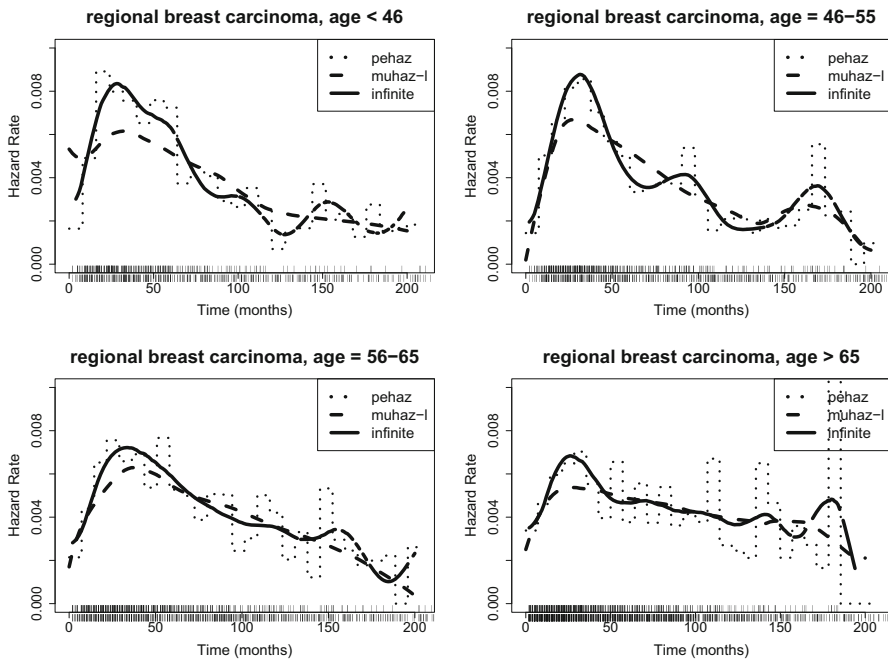 regional breast carcinoma, age < 46
pehaz
muhaz−l
infinite
Hazard Rate
0.000 0.004 0.008
0 50 100 150 200
Time (months)
regional breast carcinoma, age = 46−55
pehaz
muhaz−l
infinite
Hazard Rate
0.000 0.004 0.008
0 50 100 150 200
Time (months)
regional breast carcinoma, age = 56−65
pehaz
muhaz−l
infinite
Hazard Rate
0.000 0.004 0.008
0 50 100 150 200
Time (months)
regional breast carcinoma, age > 65
pehaz
muhaz−l
infinite
Hazard Rate
0.000 0.004 0.008
0 50 100 150 200
Time (months)